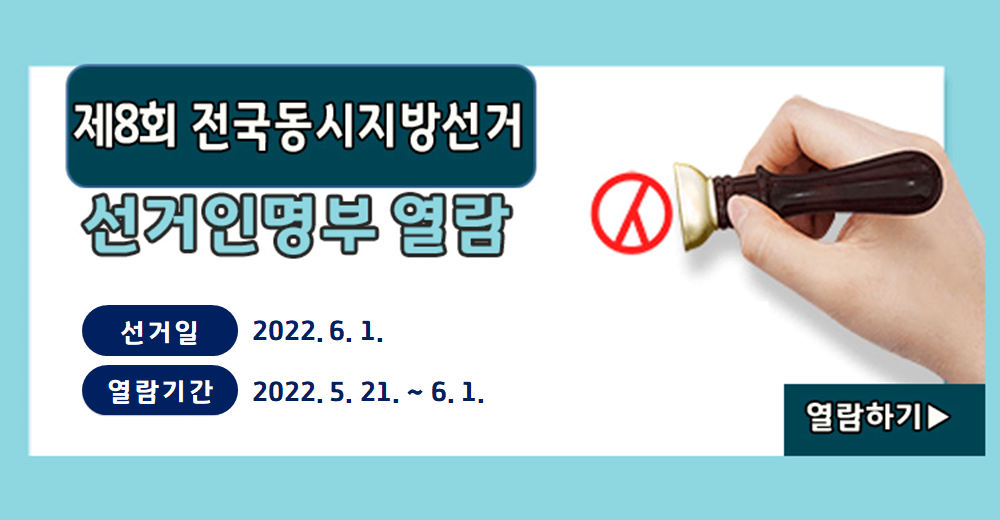 제8회 전국동시지방선거
선거인명부 열람
선거일 2022. 6. 1.
열람기간 2022. 5. 21. ~ 6. 1.
열람하기▶